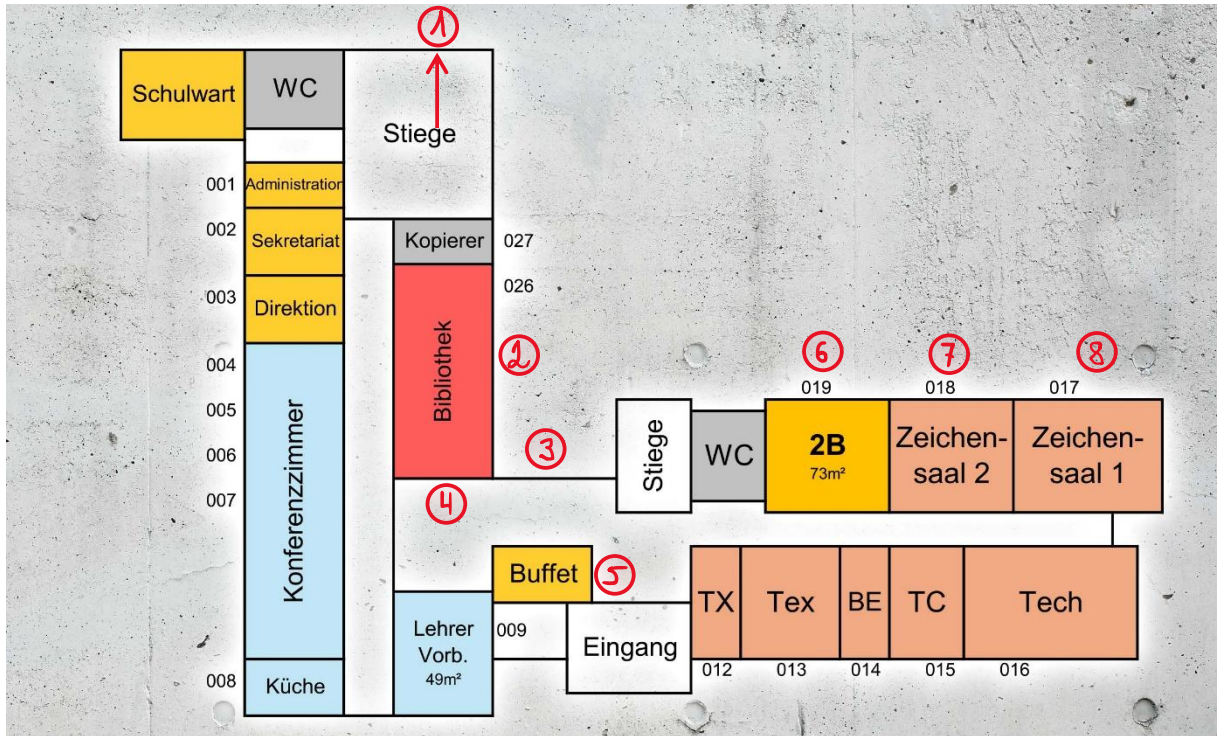 1
Schulwart
WC
Stiege
001
Administration
002
Sekretariat
Kopierer
027
003
Direktion
026
004
Bibliothek
2
005
006
007
Konferenzzimmer
3
4
6
7
8
019
018
017
Stiege
WC
2B
73m²
Zeichen-
saal 2
Zeichen-
saal 1
Buffet
5
TX
Tex
BE
TC
Tech
Lehrer
Vorb.
49m²
009
Eingang
012
013
014
015
016
008
Küche